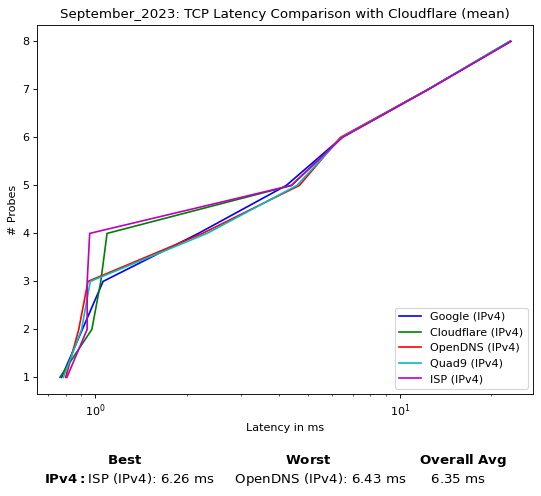 September_2023: TCP Latency Comparison with Cloudflare (mean)
# Probes
8
7
6
5
4
3
2
1
Google (IPv4)
Cloudflare (IPv4)
OpenDNS (IPv4)
Quad9 (IPv4)
ISP (IPv4)
10⁰ 10¹
Latency in ms
Best Worst Overall Avg
IPv4: ISP (IPv4): 6.26 ms OpenDNS (IPv4): 6.43 ms 6.35 ms